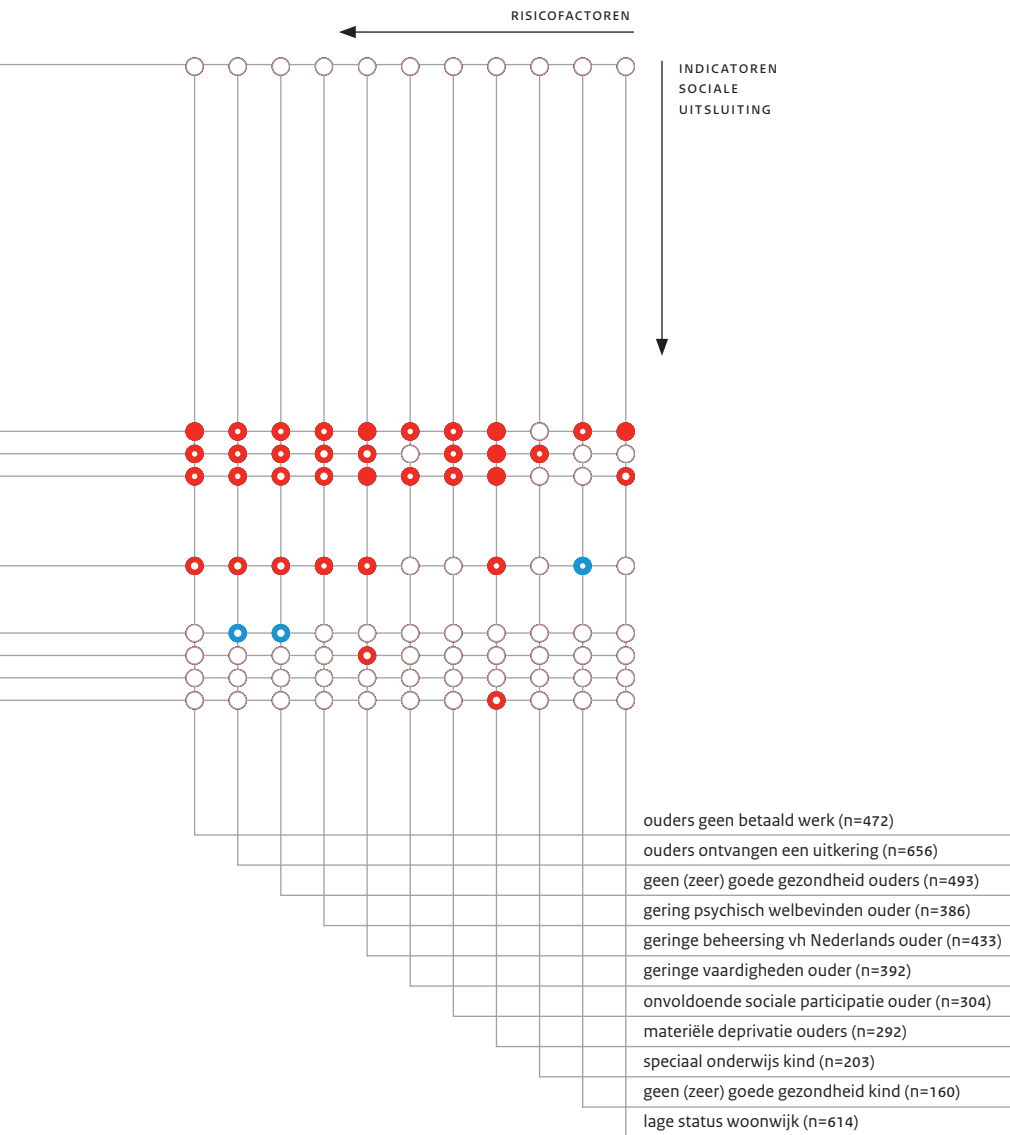 RISICOFACTOREN
INDICATOREN
SOCIALE
UITSLUITING
ouders geen betaald werk (n=472)
ouders ontvangen een uitkering (n=656)
geen (zeer) goede gezondheid ouders (n=493)
gering psychisch welbevinden ouder (n=386)
geringe beheersing vh Nederlands ouder (n=433)
geringe vaardigheden ouder (n=392)
onvoldoende sociale participatie ouder (n=304)
materiële deprivatie ouders (n=292)
speciaal onderwijs kind (n=203)
geen (zeer) goede gezondheid kind (n=160)
lage status woonwijk (n=614)